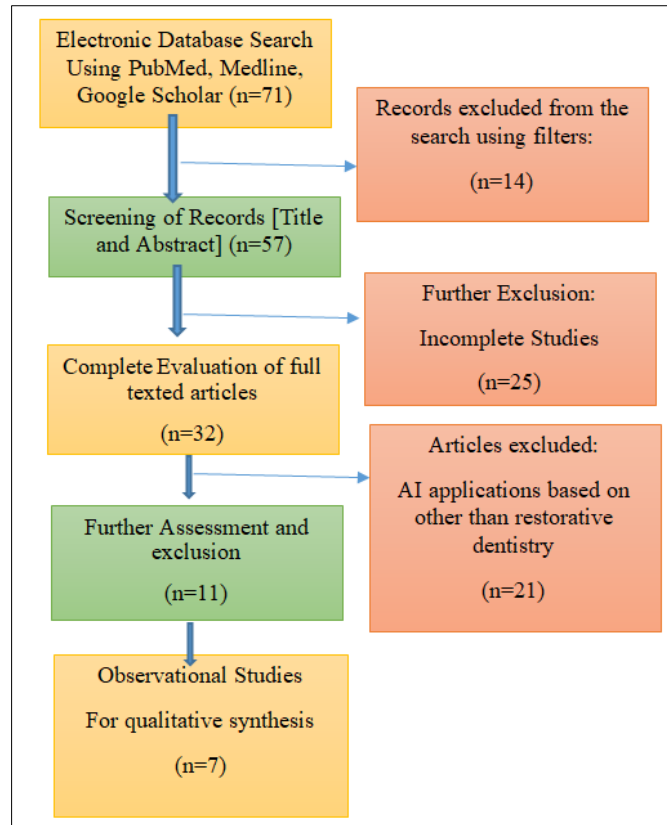 Electronic Database Search
Using PubMed, Medline,
Google Scholar (n=71)
Records excluded from the
search using filters:
(n=14)
Screening of Records [Title
and Abstract] (n=57)
Further Exclusion:
Incomplete Studies
(n=25)
Complete Evaluation of full
texted articles
(n=32)
Articles excluded:
AI applications based on
other than restorative
dentistry
(n=21)
Further Assessment and
exclusion
(n=11)
Observational Studies
For qualitative synthesis
(n=7)